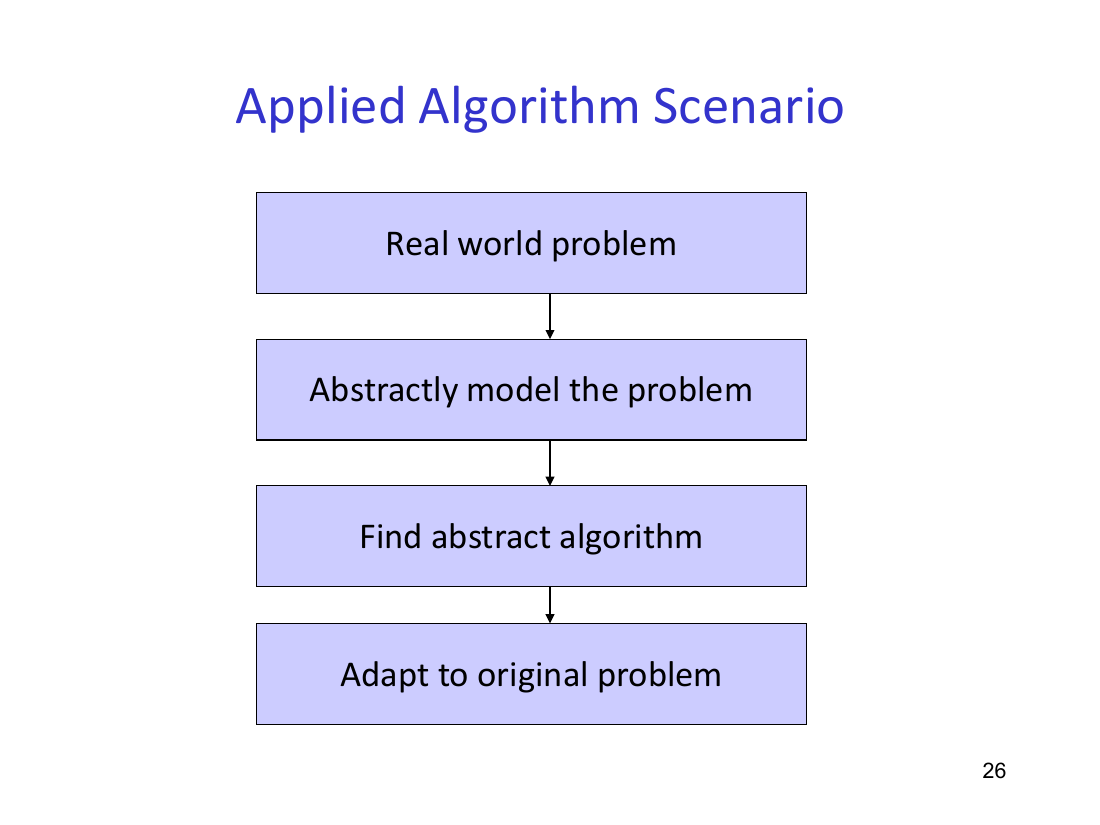 Applied Algorithm Scenario
Real world problem
Abstractly model the problem
Find abstract algorithm
Adapt to original problem
26